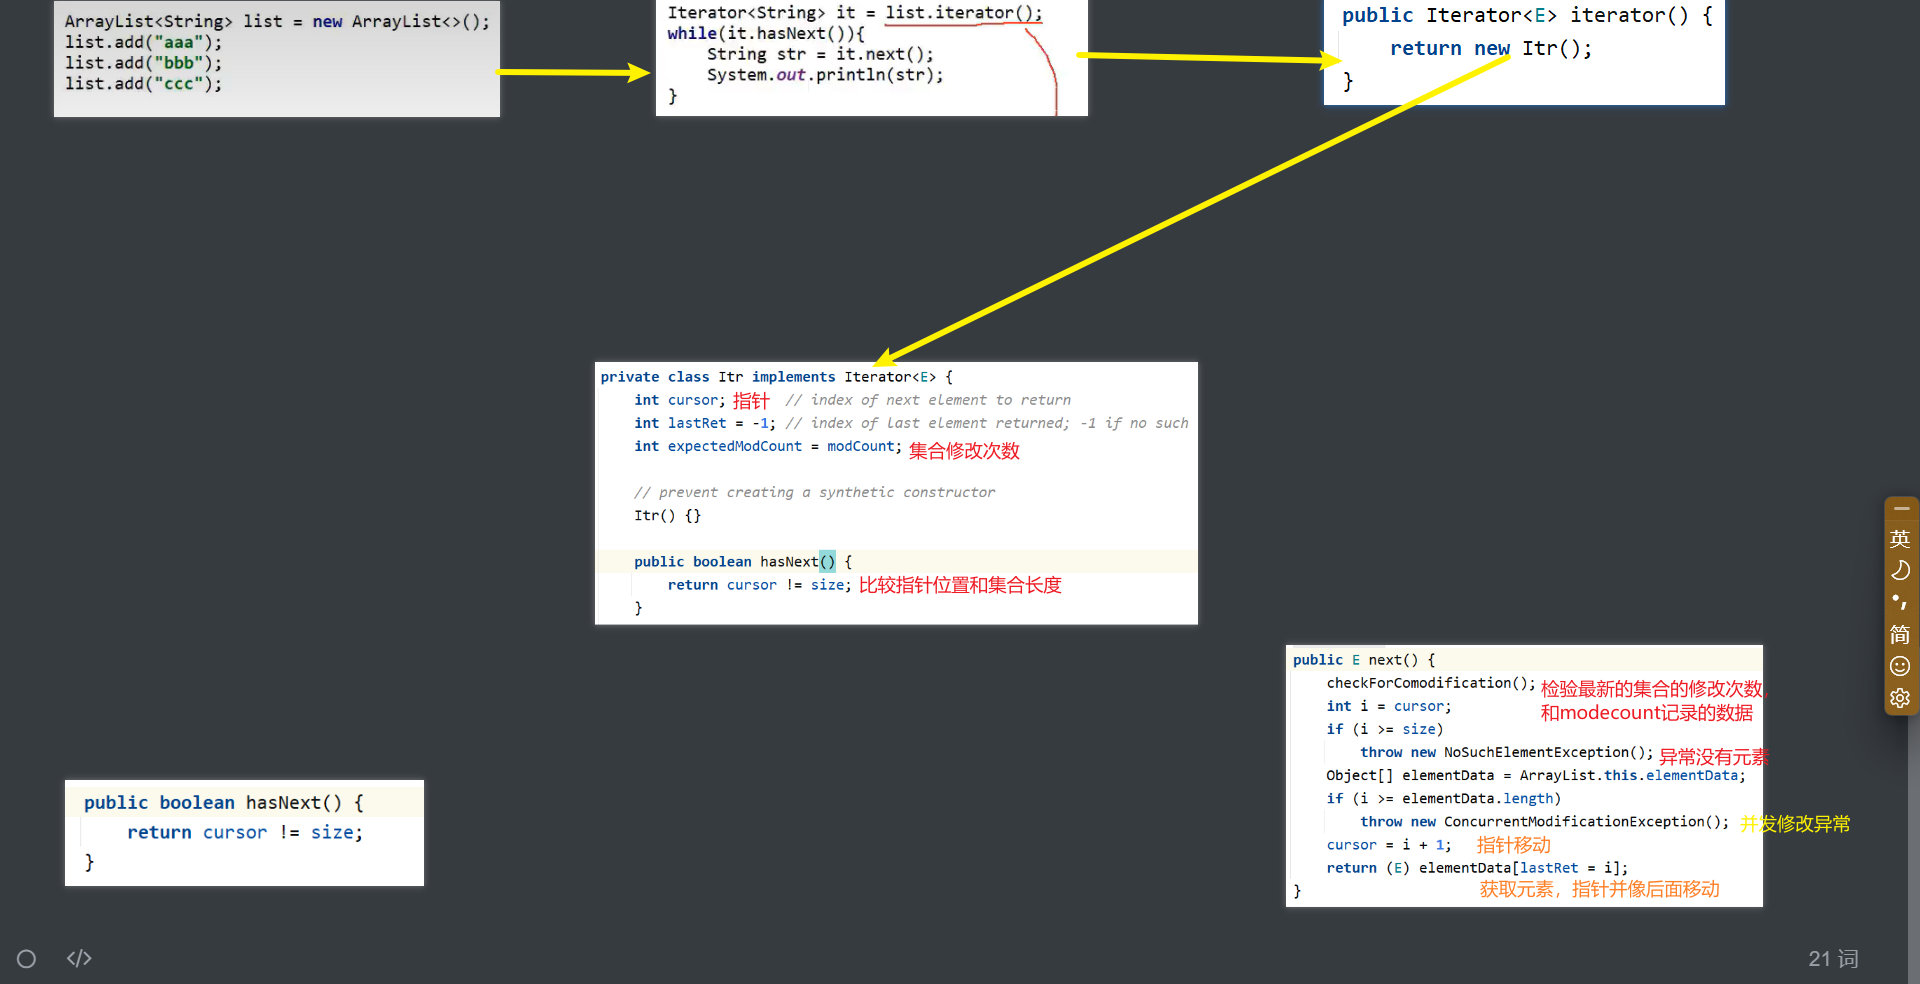 ArrayList<String> list = new ArrayList<>();
list.add("aaa");
list.add("bbb");
list.add("ccc");
Iterator<String> it = list.iterator();
while(it.hasNext()){
    String str = it.next();
    System.out.println(str);
}
public Iterator<E> iterator() {
    return new Itr();
}
private class Itr implements Iterator<E> {
    int cursor; 指针 // index of next element to return
    int lastRet = -1; // index of last element returned; -1 if no such
    int expectedModCount = modCount; 集合修改次数
    // prevent creating a synthetic constructor
    Itr() {}
    public boolean hasNext() {
        return cursor != size; 比较指针位置和集合长度
    }
public E next() {
    checkForComodification(); 检验最新的集合的修改次数,
    int i = cursor; 和modecount记录的数据
    if (i >= size)
        throw new NoSuchElementException(); 异常没有元素
    Object[] elementData = ArrayList.this.elementData;
    if (i >= elementData.length)
        throw new ConcurrentModificationException(); 并发修改异常
    cursor = i + 1; 指针移动
    return (E) elementData[lastRet = i];
    获取元素，指针并像后面移动
}
public boolean hasNext() {
    return cursor != size;
}
英
简
</>
21 词